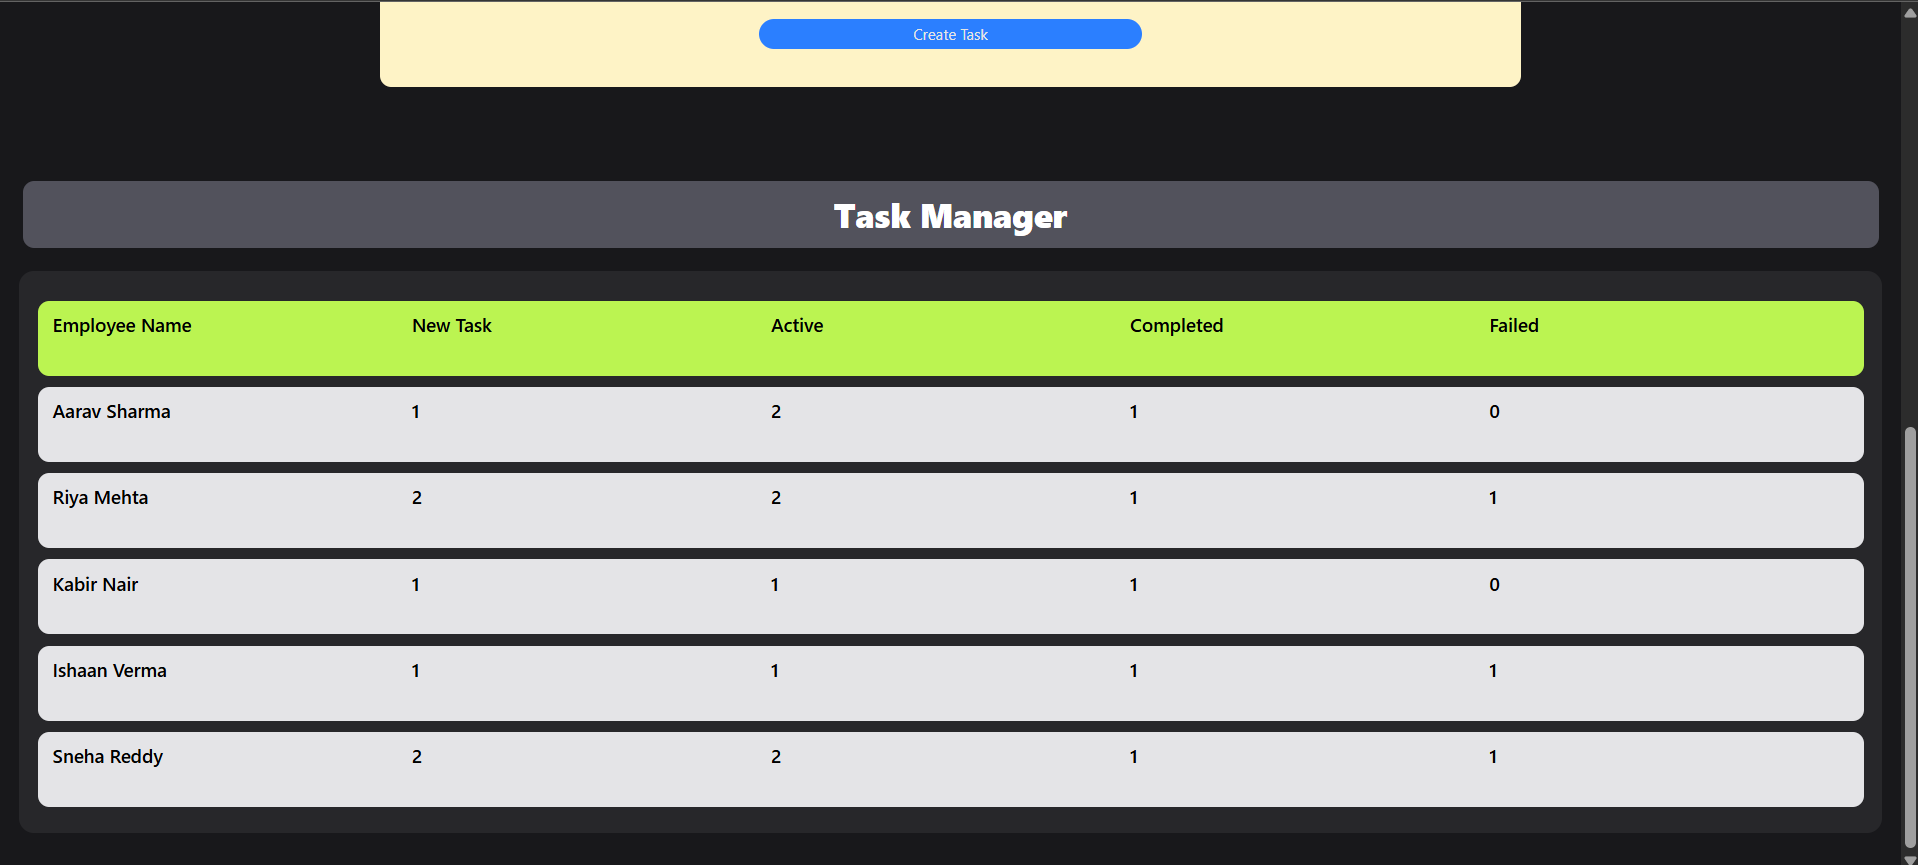 Create Task
Task Manager
Employee Name New Task Active Completed Failed
Aarav Sharma 1 2 1 0
Riya Mehta 2 2 1 1
Kabir Nair 1 1 1 0
Ishaan Verma 1 1 1 1
Sneha Reddy 2 2 1 1